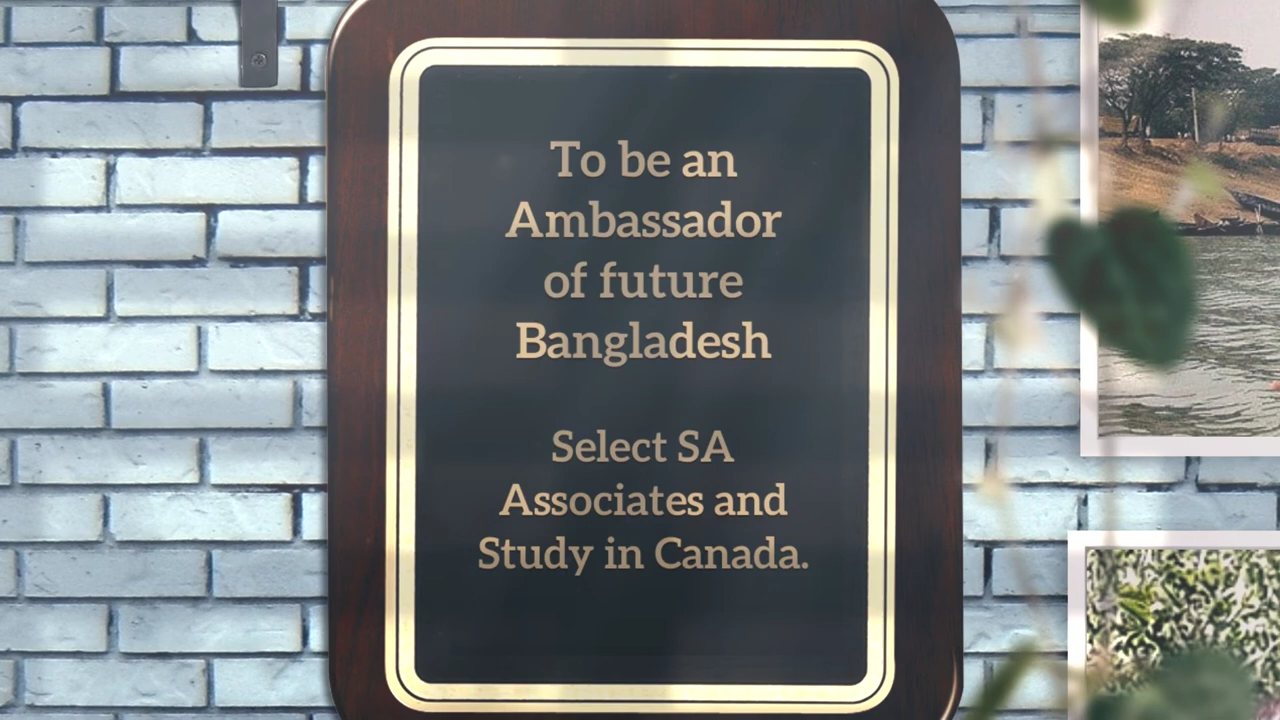 To be an
Ambassador
of future
Bangladesh
Select SA
Associates and
Study in Canada.